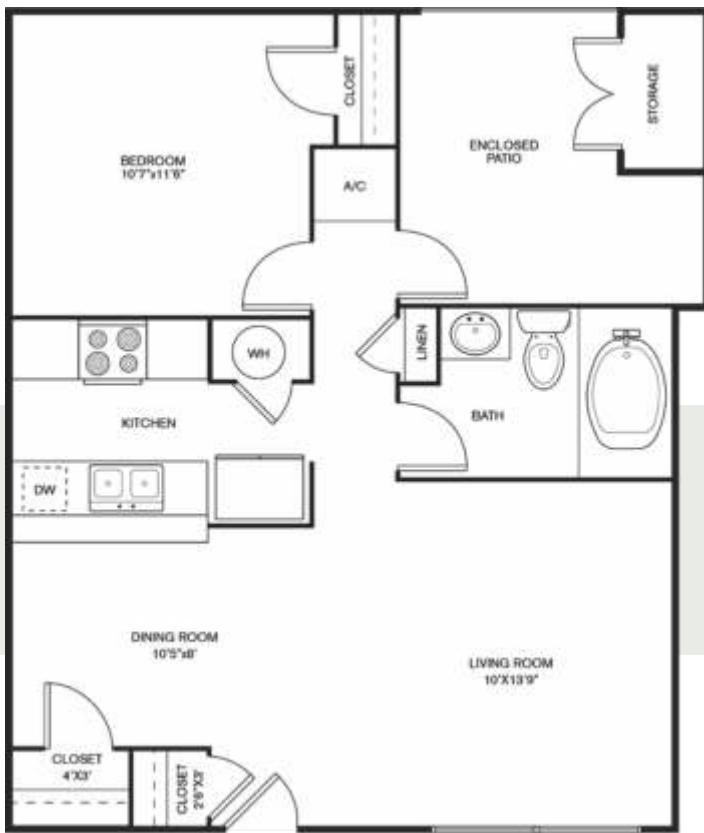 CLOSET
STORAGE
BEDROOM
10'7"x11'6"
ENCLOSED
PATIO
A/C
LINEN
WH
KITCHEN
BATH
DW
DINING ROOM
10'5"x8'
LIVING ROOM
10'X13'9"
CLOSET
4'X3'
CLOSET
2'6"X3'